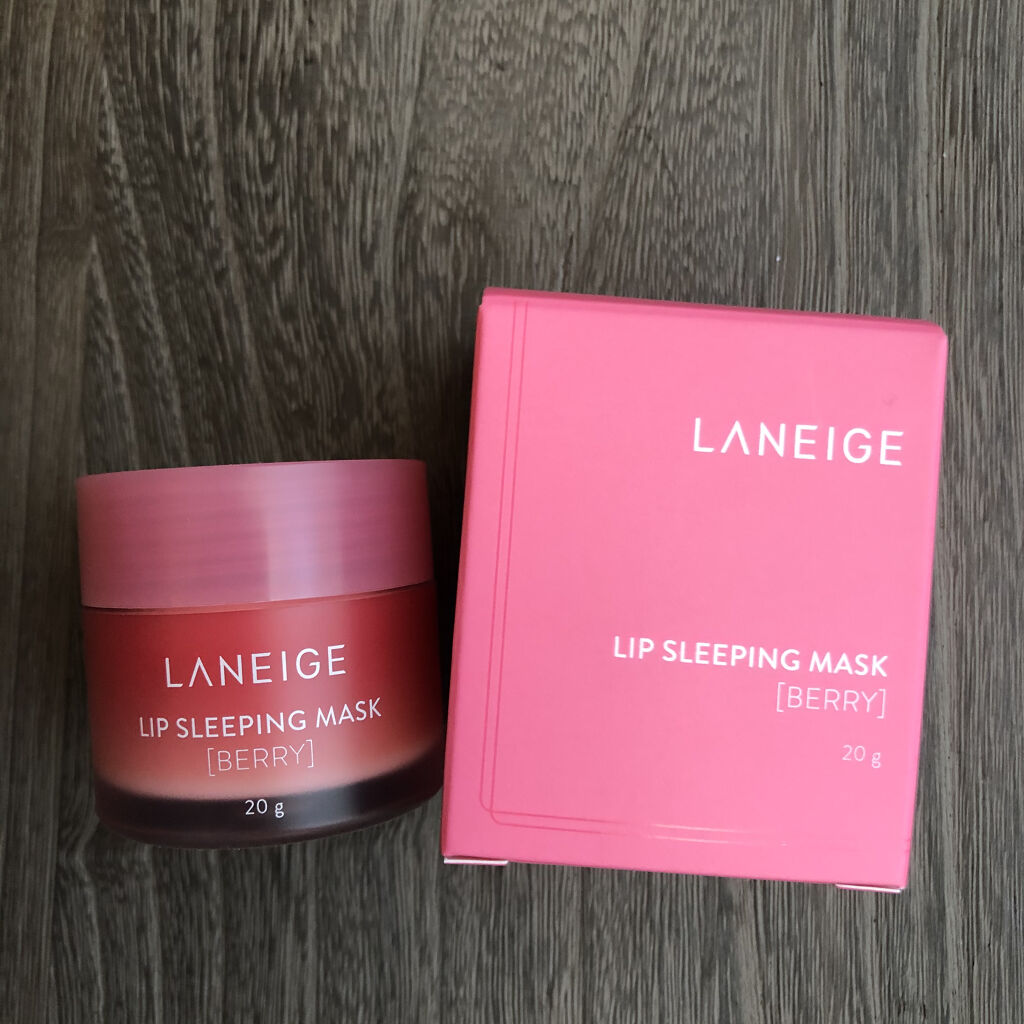 LANEIGE
LIP SLEEPING MASK
[BERRY]
20 g
LANEIGE
LIP SLEEPING MASK
[BERRY]
20 g